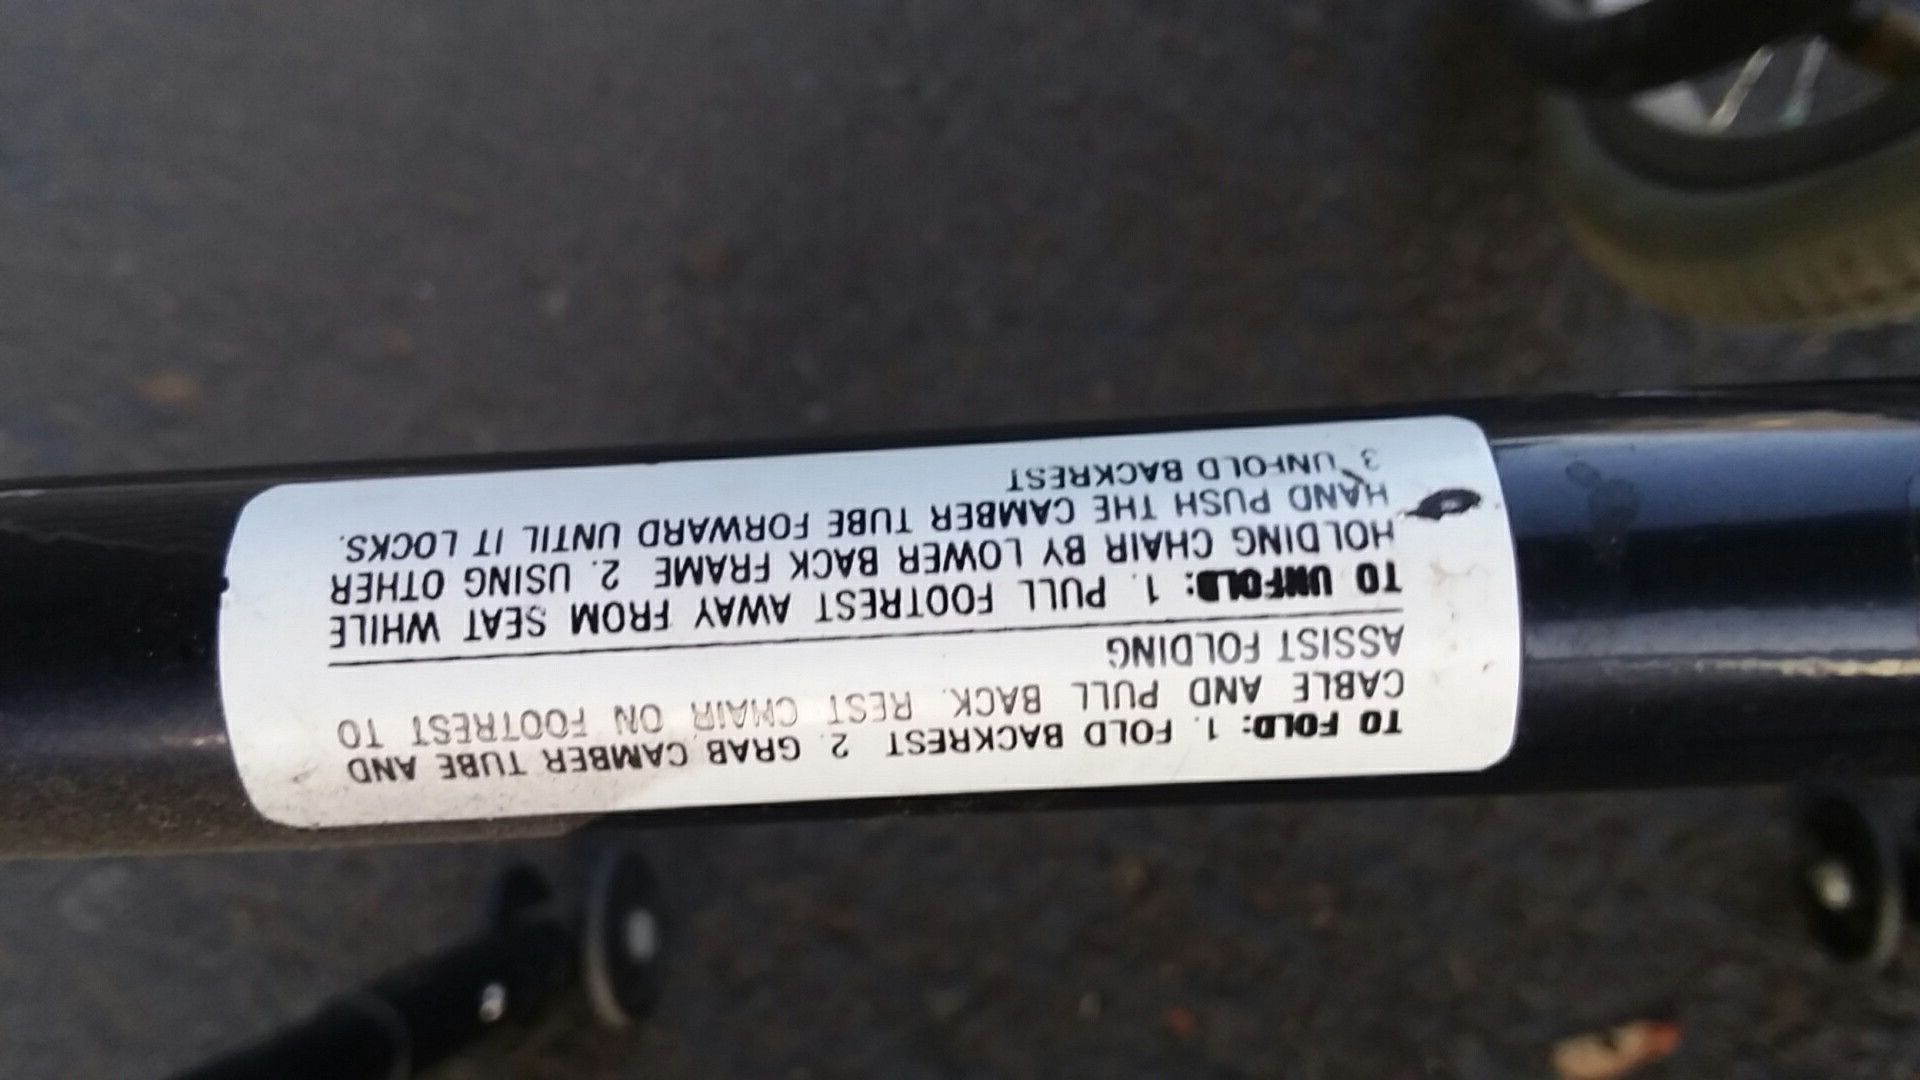 TO FOLD: 1. FOLD BACKREST 2. GRAB CAMBER TUBE AND
CABLE AND PULL BACK. REST CHAIR ON FOOTREST TO
ASSIST FOLDING
TO UNFOLD: 1. PULL FOOTREST AWAY FROM SEAT WHILE
HOLDING CHAIR BY LOWER BACK FRAME 2. USING OTHER
HAND PUSH THE CAMBER TUBE FORWARD UNTIL IT LOCKS.
3. UNFOLD BACKREST